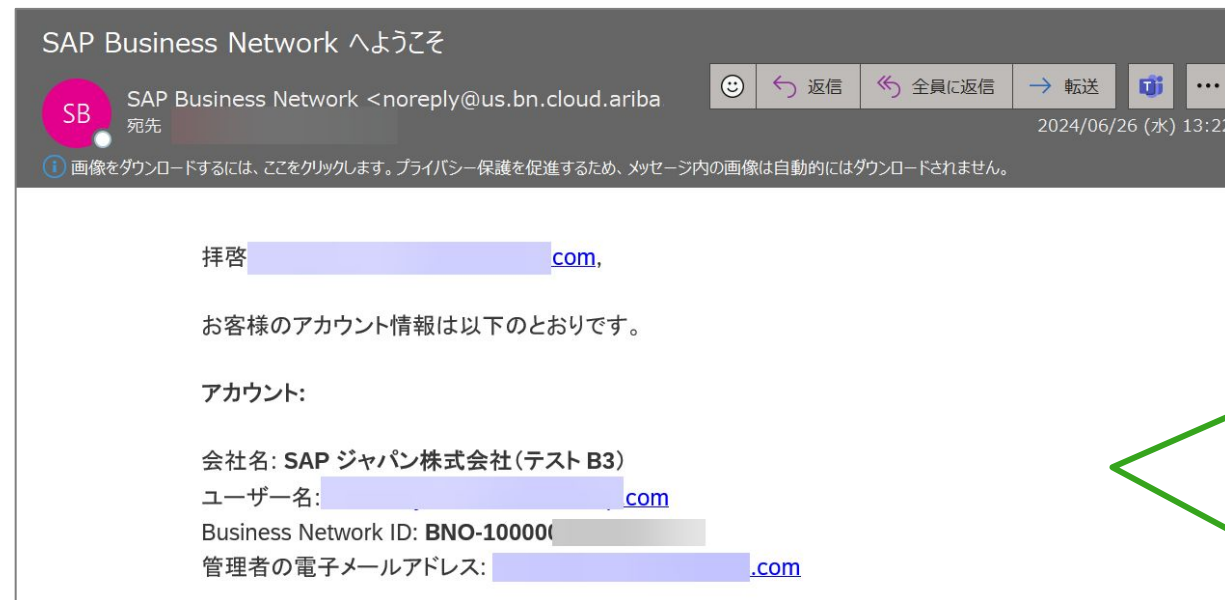 SAP Business Network へようこそ
SB
SAP Business Network <noreply@us.bn.cloud.ariba
返信
全員に返信
転送
宛先
2024/06/26 (水) 13:22
画像をダウンロードするには、ここをクリックします。プライバシー保護を促進するため、メッセージ内の画像は自動的にはダウンロードされません。
拝啓 com,
お客様のアカウント情報は以下のとおりです。
アカウント:
会社名: SAP ジャパン株式会社(テスト B3)
ユーザー名: .com
Business Network ID: BNO-100000
管理者の電子メールアドレス: .com